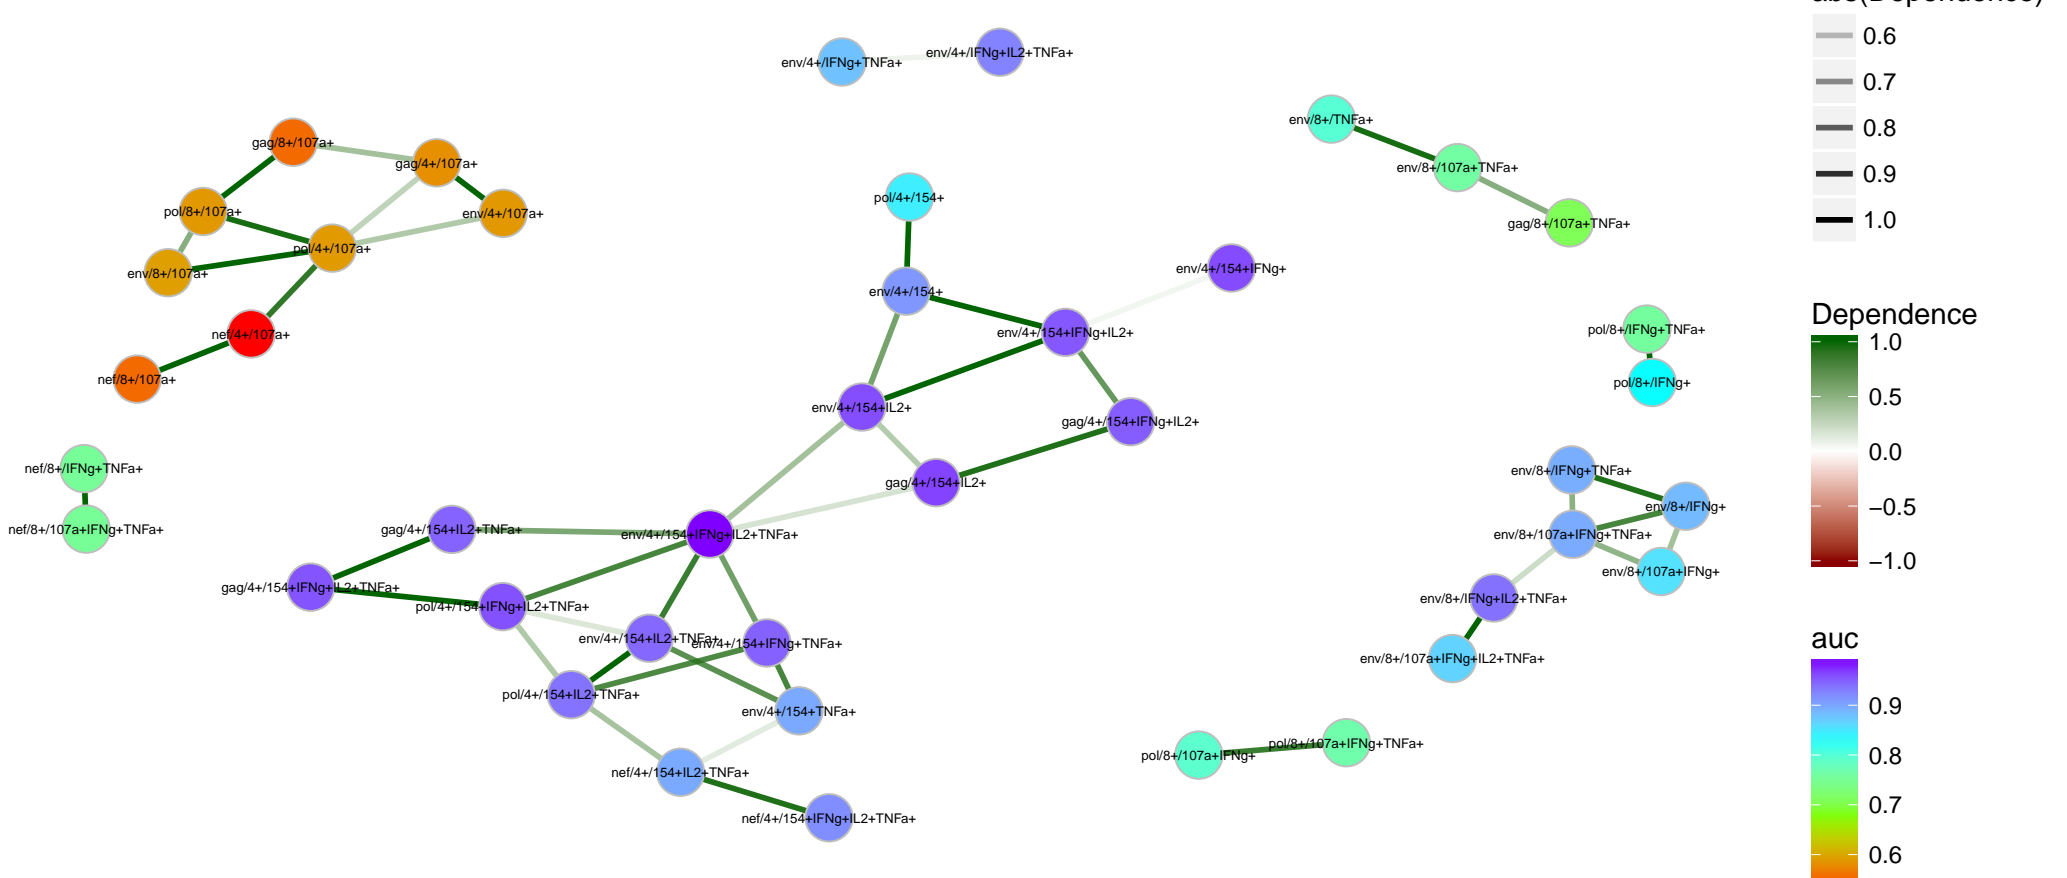 abs(Dependence)
0.6
0.7
0.8
0.9
1.0
Dependence
1.0
0.5
0.0
−0.5
−1.0
auc
0.9
0.8
0.7
0.6
env/4+/IFNg+TNFa+
env/4+/IFNg+IL2+TNFa+
env/8+/TNFa+
env/8+/107a+TNFa+
gag/8+/107a+TNFa+
gag/8+/107a+
gag/4+/107a+
pol/8+/107a+
env/4+/107a+
pol/4+/107a+
env/8+/107a+
nef/4+/107a+
nef/8+/107a+
pol/4+/154+
env/4+/154+
env/4+/154+IFNg+
env/4+/154+IFNg+IL2+
env/4+/154+IL2+
gag/4+/154+IFNg+IL2+
gag/4+/154+IL2+
pol/8+/IFNg+TNFa+
pol/8+/IFNg+
nef/8+/IFNg+TNFa+
nef/8+/107a+IFNg+TNFa+
env/8+/IFNg+TNFa+
env/8+/IFNg+
env/8+/107a+IFNg+TNFa+
env/8+/107a+IFNg+
env/8+/IFNg+IL2+TNFa+
env/8+/107a+IFNg+IL2+TNFa+
gag/4+/154+IL2+TNFa+
env/4+/154+IFNg+IL2+TNFa+
gag/4+/154+IFNg+IL2+TNFa+
pol/4+/154+IFNg+IL2+TNFa+
env/4+/154+IL2+TNFa+
env/4+/154+IFNg+TNFa+
pol/4+/154+IL2+TNFa+
env/4+/154+TNFa+
nef/4+/154+IL2+TNFa+
nef/4+/154+IFNg+IL2+TNFa+
pol/8+/107a+IFNg+
pol/8+/107a+IFNg+TNFa+